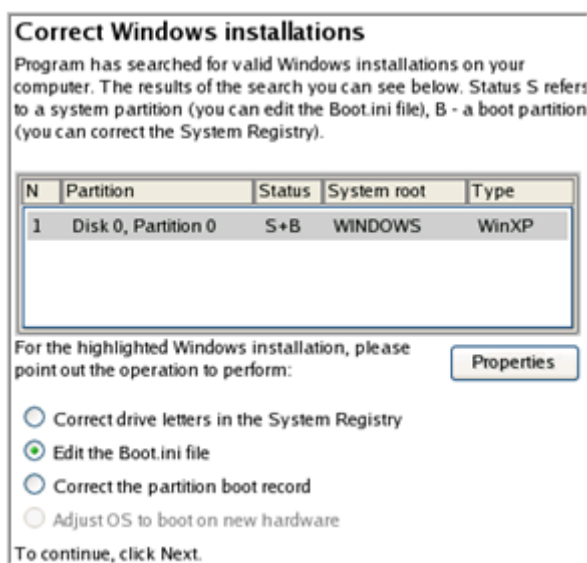 Correct Windows installations
Program has searched for valid Windows installations on your
computer. The results of the search you can see below. Status S refers
to a system partition (you can edit the Boot.ini file), B - a boot partition
(you can correct the System Registry).
N Partition Status System root Type
1 Disk 0, Partition 0 S+B WINDOWS WinXP
For the highlighted Windows installation, please
point out the operation to perform:
Properties
Correct drive letters in the System Registry
Edit the Boot.ini file
Correct the partition boot record
Adjust OS to boot on new hardware
To continue, click Next.